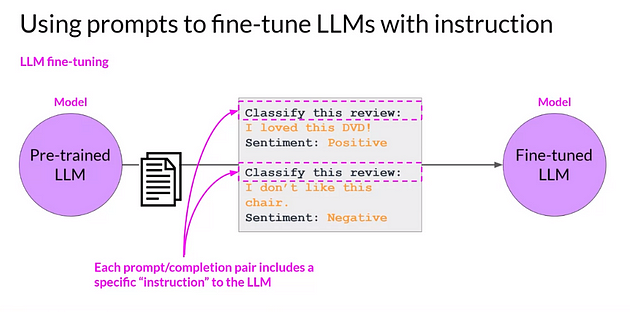 Using prompts to fine-tune LLMs with instruction
LLM fine-tuning
Model
Pre-trained
LLM
Classify this review:
I loved this DVD!
Sentiment: Positive
Classify this review:
I don't like this
chair.
Sentiment: Negative
Model
Fine-tuned
LLM
Each prompt/completion pair includes a
specific “instruction” to the LLM